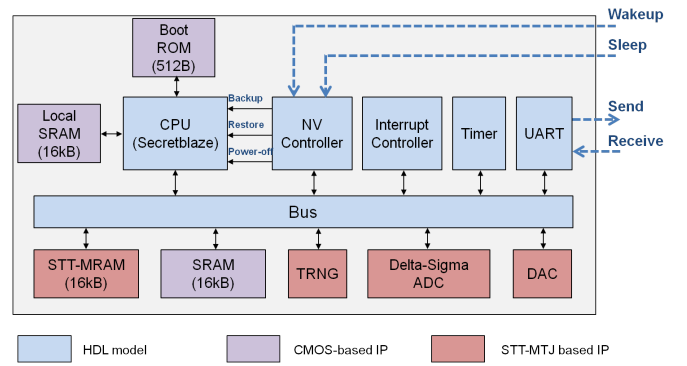 Wakeup
Sleep
Boot
ROM
(512B)
Local
SRAM
(16kB)
CPU
(Secretblaze)
Backup
Restore
Power-off
NV
Controller
Interrupt
Controller
Timer
UART
Send
Receive
Bus
STT-MRAM
(16kB)
SRAM
(16kB)
TRNG
Delta-Sigma
ADC
DAC
HDL model
CMOS-based IP
STT-MTJ based IP